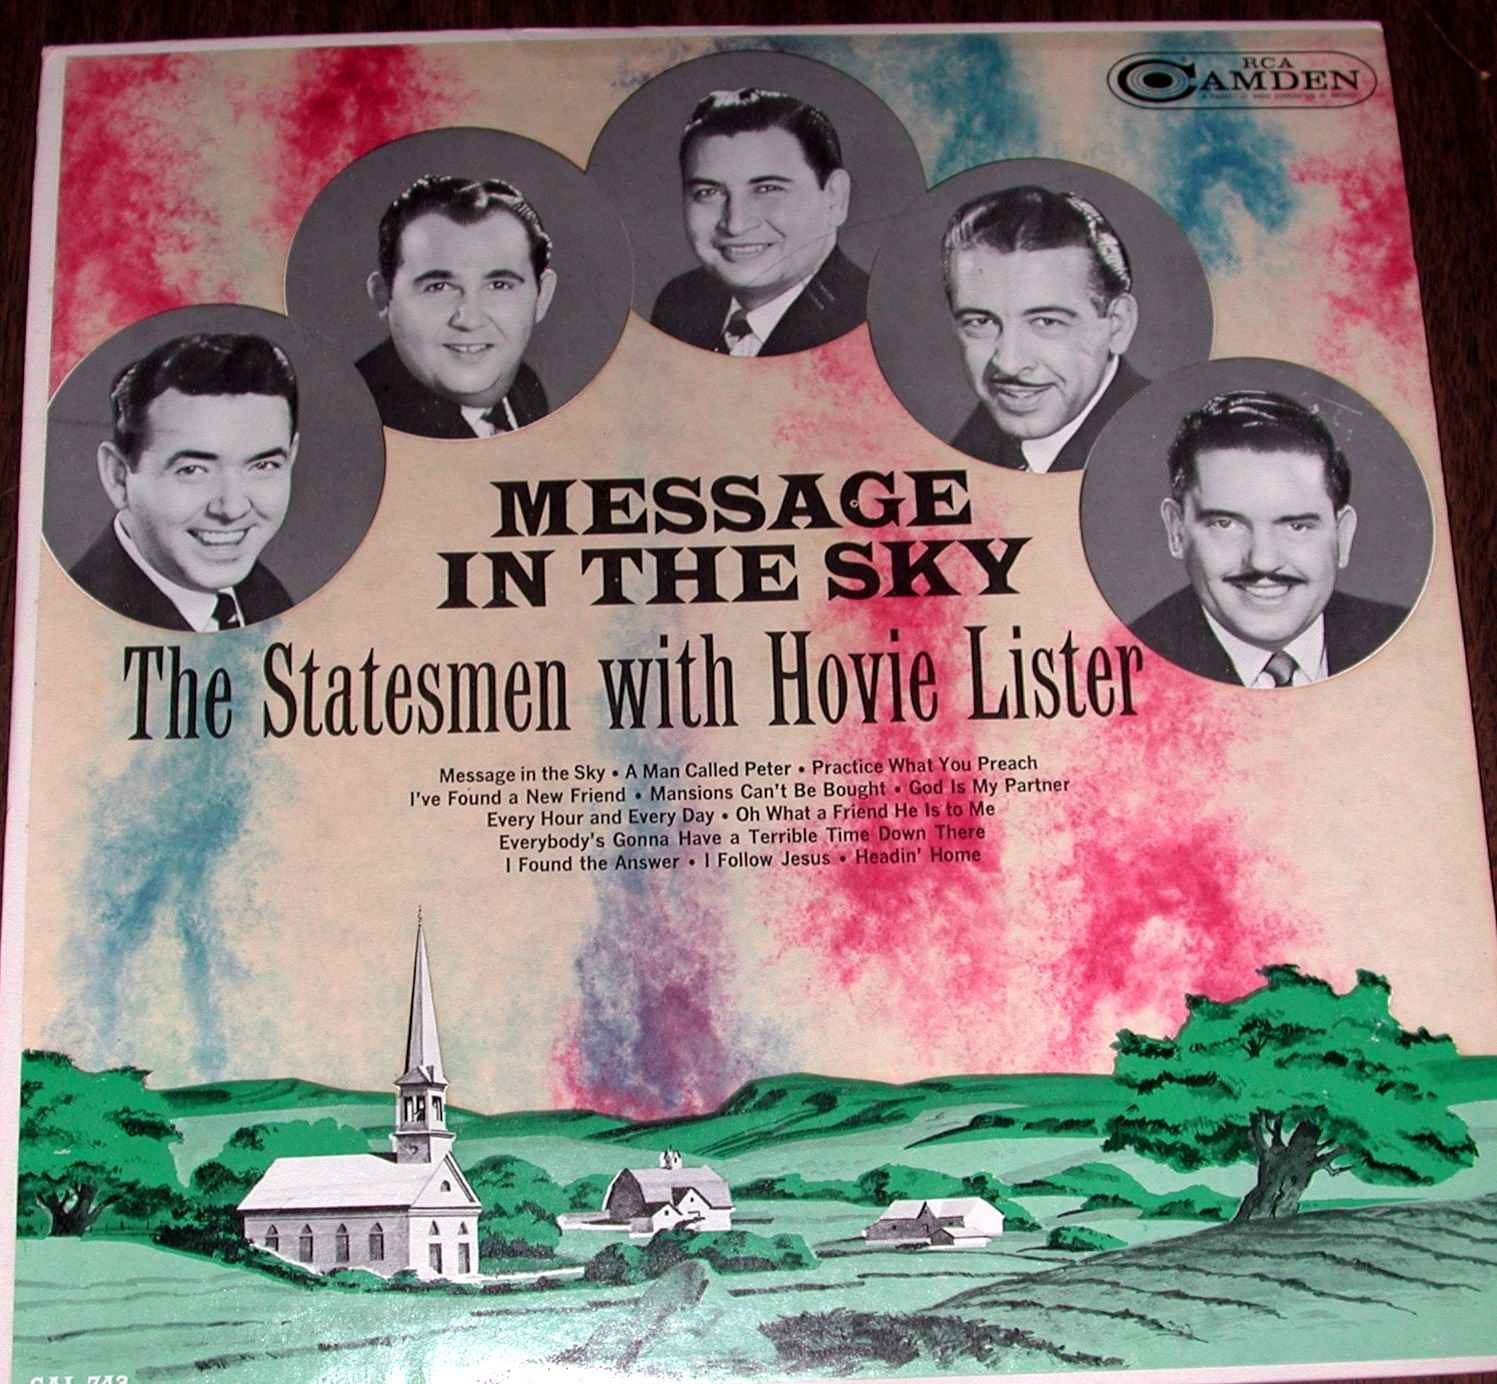 RCA
CAMDEN
MESSAGE
IN THE SKY
The Statesmen with Hovie Lister
Message in the Sky • A Man Called Peter • Practice What You Preach
I've Found a New Friend • Mansions Can't Be Bought • God Is My Partner
Every Hour and Every Day • Oh What a Friend He Is to Me
Everybody's Gonna Have a Terrible Time Down There
I Found the Answer • I Follow Jesus • Headin' Home
CAL 743